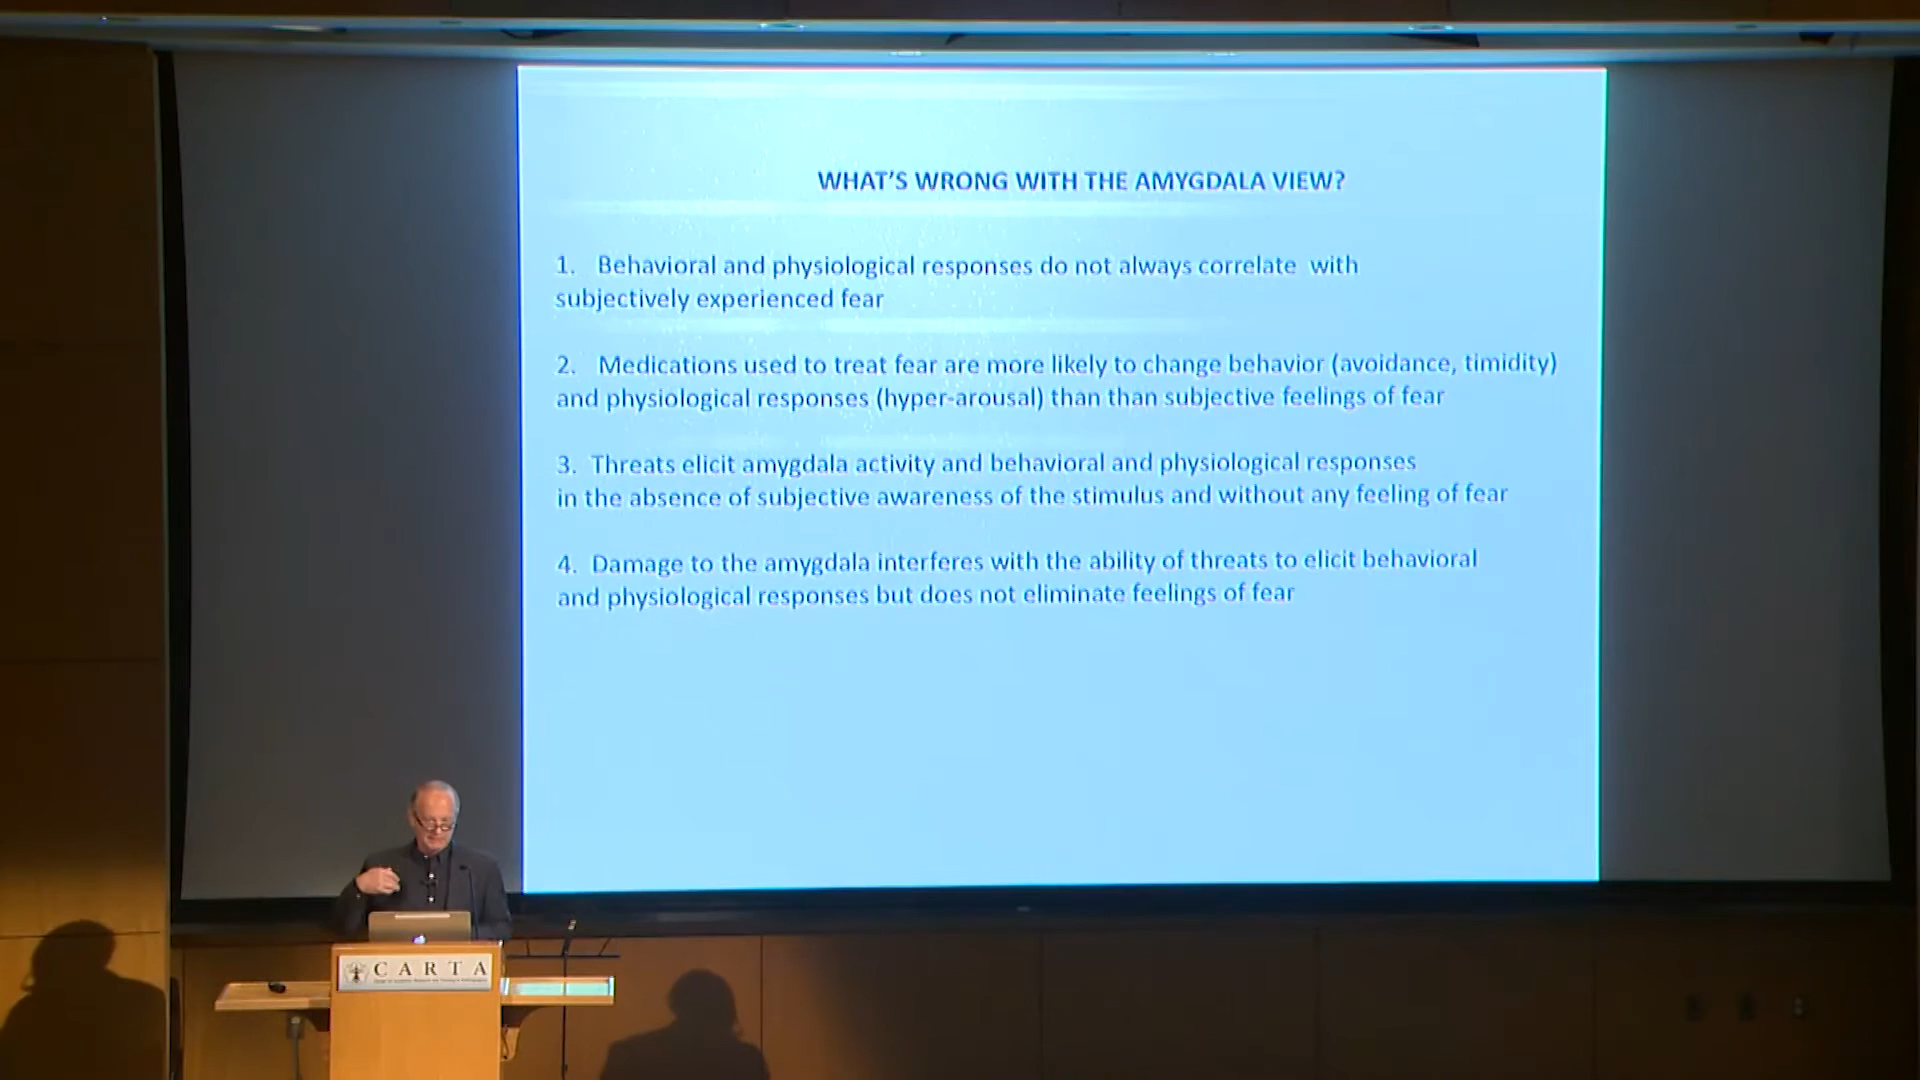 WHAT'S WRONG WITH THE AMYGDALA VIEW?
1. Behavioral and physiological responses do not always correlate with
subjectively experienced fear
2. Medications used to treat fear are more likely to change behavior (avoidance, timidity)
and physiological responses (hyper-arousal) than than subjective feelings of fear
3. Threats elicit amygdala activity and behavioral and physiological responses
in the absence of subjective awareness of the stimulus and without any feeling of fear
4. Damage to the amygdala interferes with the ability of threats to elicit behavioral
and physiological responses but does not eliminate feelings of fear
CARTA